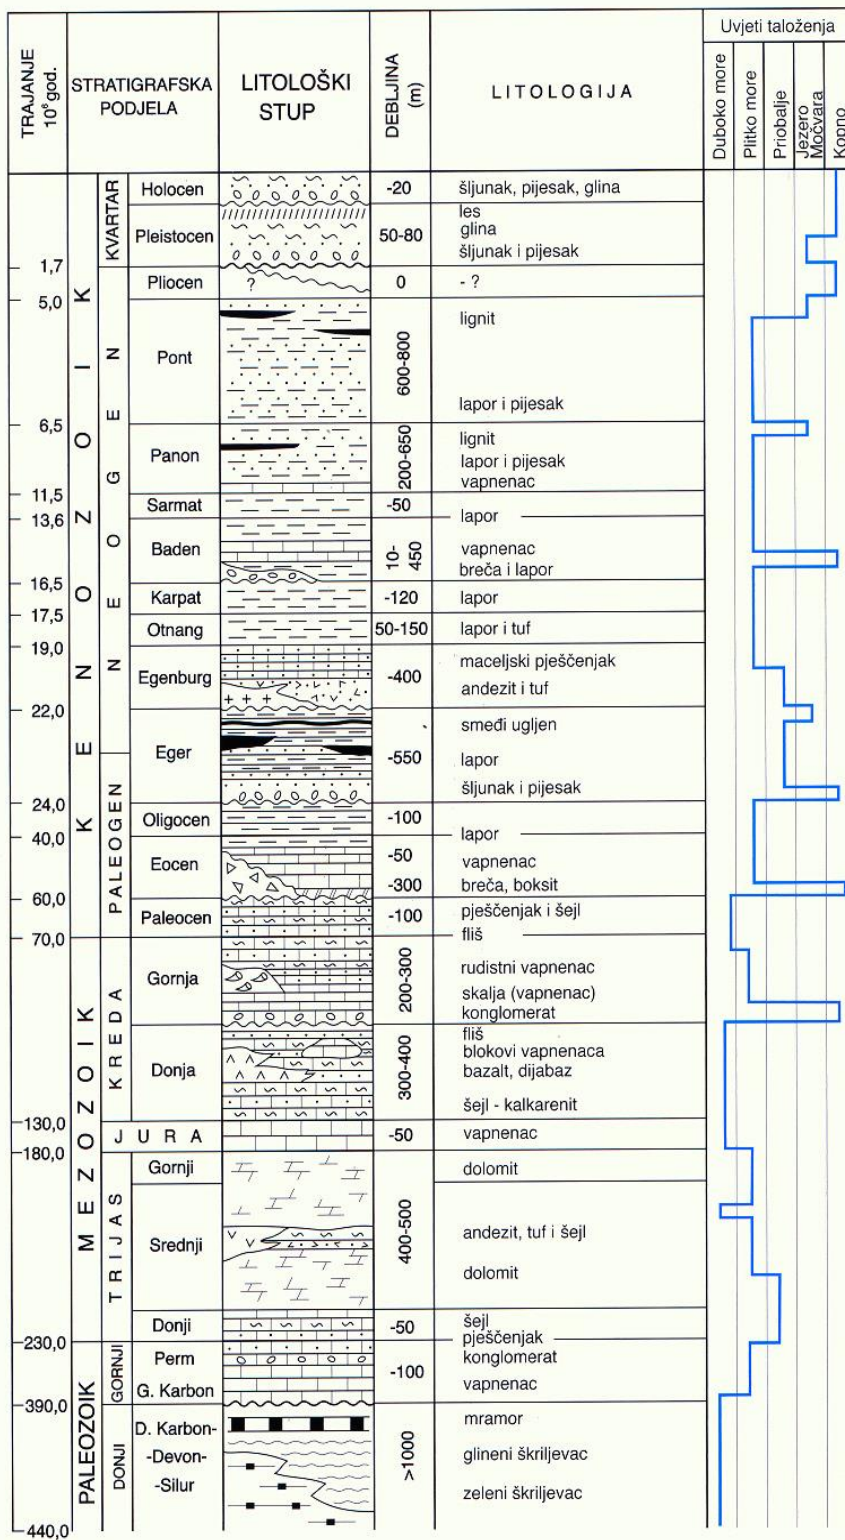 TRAJANJE
10⁶ god.
STRATIGRAFSKA
PODJELA
LITOLOŠKI
STUP
DEBLJINA
(m)
LITOLOGIJA
Uvjeti taloženja
Duboko more
Plitko more
Priobalje
Jezero
Močvara
Kopno
KENOZOIK
KVARTAR
Holocen
-20
šljunak, pijesak, glina
Pleistocen
50-80
les
glina
šljunak i pijesak
1,7
NEOGEN
Pliocen
?
0
- ?
5,0
Pont
600-800
lignit
lapor i pijesak
6,5
Panon
200-650
lignit
lapor i pijesak
vapnenac
11,5
Sarmat
-50
lapor
13,6
Baden
10-
450
vapnenac
breča i lapor
16,5
Karpat
-120
lapor
17,5
Otnang
50-150
lapor i tuf
19,0
Egenburg
-400
maceljski pješčenjak
andezit i tuf
22,0
Eger
-550
smeđi ugljen
lapor
šljunak i pijesak
PALEOGEN
24,0
Oligocen
-100
lapor
40,0
Eocen
-50
vapnenac
-300
breča, boksit
60,0
Paleocen
-100
pješčenjak i šejl
fliš
70,0
MEZOZOIK
KREDA
Gornja
200-300
rudistni vapnenac
skalja (vapnenac)
konglomerat
Donja
300-400
fliš
blokovi vapnenaca
bazalt, dijabaz
šejl - kalkarenit
130,0
JURA
-50
vapnenac
180,0
TRIJAS
Gornji
dolomit
Srednji
400-500
andezit, tuf i šejl
dolomit
Donji
-50
šejl
pješčenjak
230,0
PALEOZOIK
GORNJI
Perm
konglomerat
-100
G. Karbon
vapnenac
390,0
DONJI
D. Karbon-
-Devon-
-Silur
>1000
mramor
glineni škriljevac
zeleni škriljevac
440,0